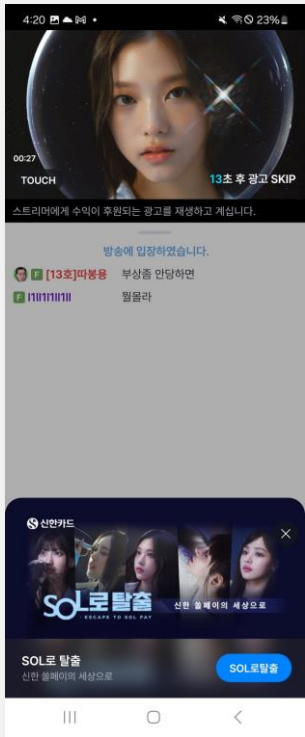 4:20
23%
00:27
TOUCH
13초 후 광고 SKIP
스트리머에게 수익이 후원되는 광고를 재생하고 계십니다.
방송에 입장하였습니다.
F [13호]따봉용 부상좀 안당하면
F 뭘몰라
신한카드
SOL로 탈출
ESCAPE TO SOL PAY
신한 쏠페이의 세상으로
SOL로 탈출
신한 쏠페이의 세상으로
SOL로탈출